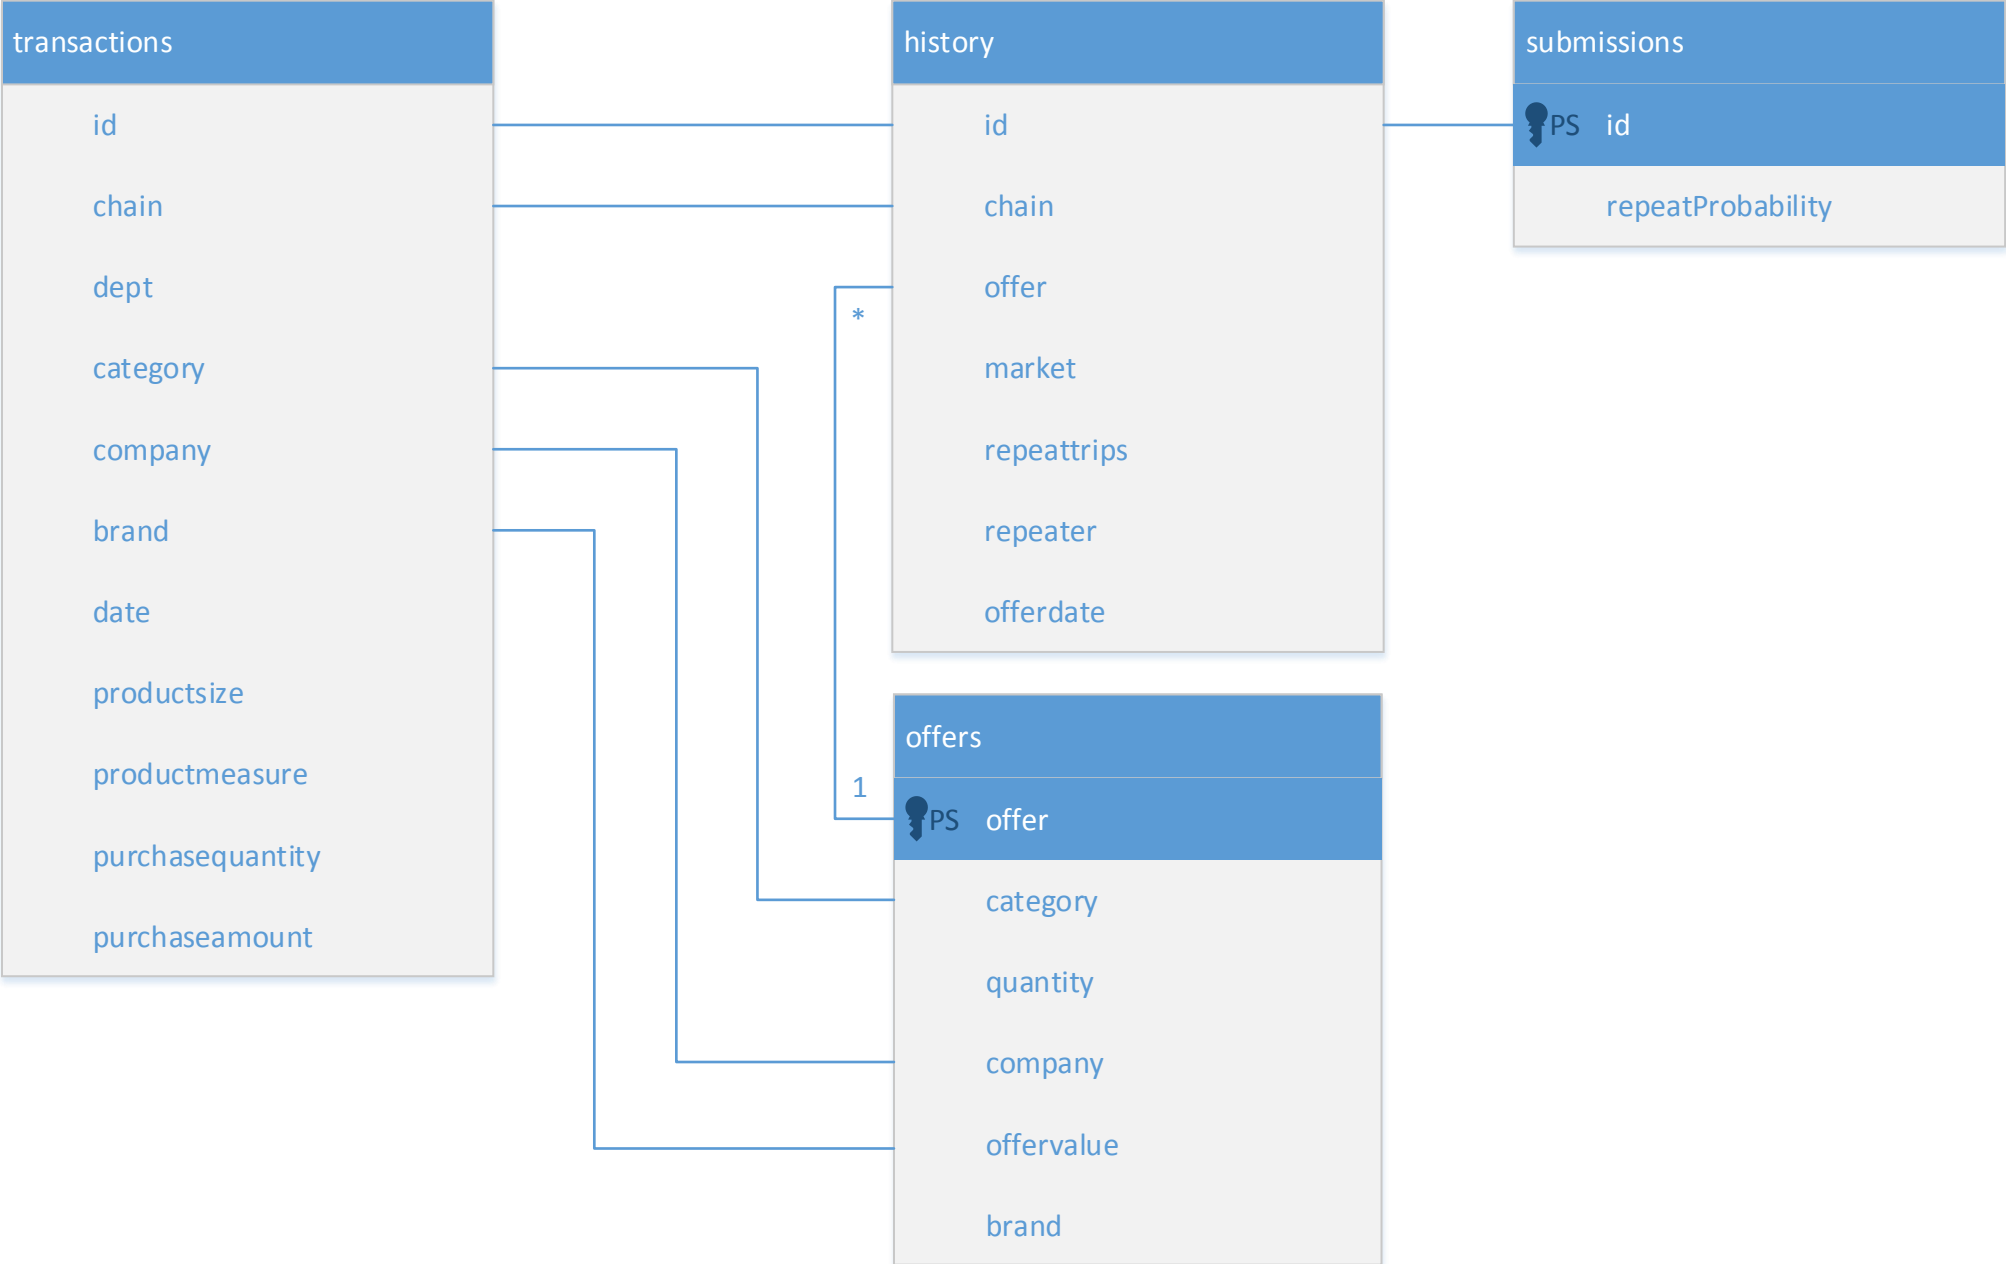 transactions
id
chain
dept
category
company
brand
date
productsize
productmeasure
purchasequantity
purchaseamount
history
id
chain
offer
*
market
repeattrips
repeater
offerdate
offers
1
PS offer
category
quantity
company
offervalue
brand
submissions
PS id
repeatProbability